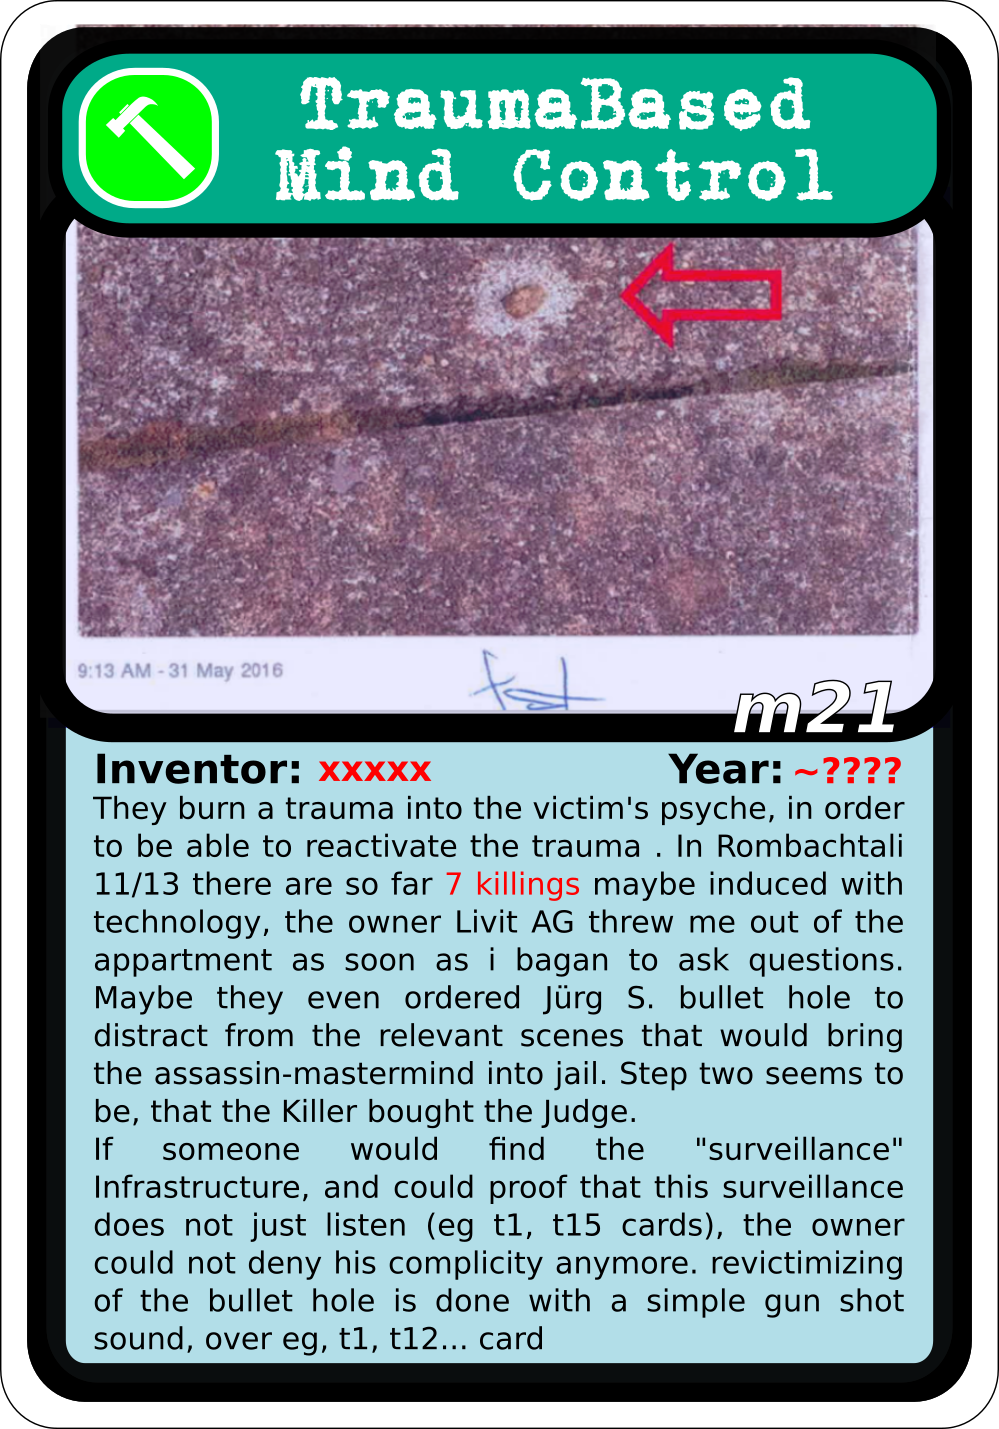 TraumaBased
Mind Control
9:13 AM - 31 May 2016
m21
Inventor: xxxxx Year: ~????
They burn a trauma into the victim's psyche, in order
to be able to reactivate the trauma . In Rombachtali
11/13 there are so far 7 killings maybe induced with
technology, the owner Livit AG threw me out of the
appartment as soon as i bagan to ask questions.
Maybe they even ordered Jürg S. bullet hole to
distract from the relevant scenes that would bring
the assassin-mastermind into jail. Step two seems to
be, that the Killer bought the Judge.
If someone would find the "surveillance"
Infrastructure, and could proof that this surveillance
does not just listen (eg t1, t15 cards), the owner
could not deny his complicity anymore. revictimizing
of the bullet hole is done with a simple gun shot
sound, over eg, t1, t12... card